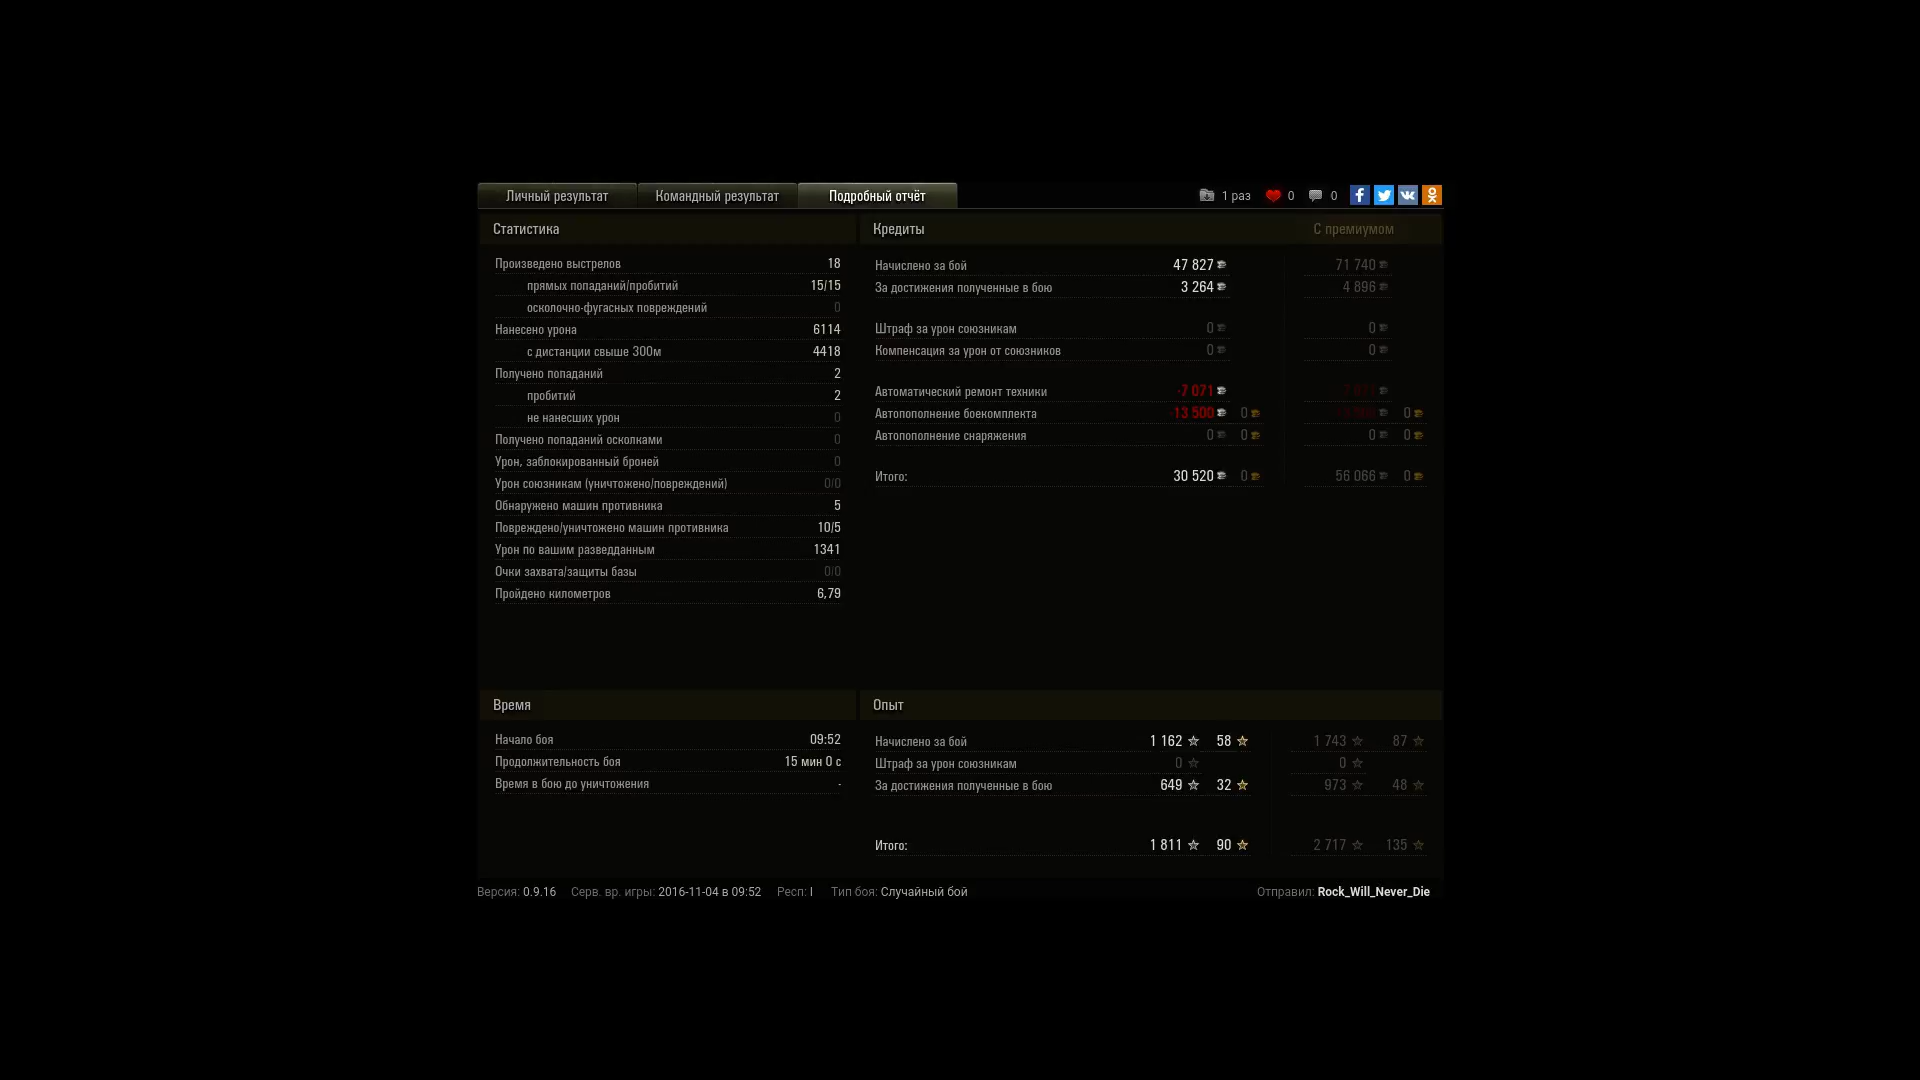 Личный результат Командный результат Подробный отчёт 1 раз 0 0
Статистика
Произведено выстрелов 18
прямых попаданий/пробитий 15/15
осколочно-фугасных повреждений 0
Нанесено урона 6114
с дистанции свыше 300м 4418
Получено попаданий 2
пробитий 2
не нанесших урон 0
Получено попаданий осколками 0
Урон, заблокированный броней 0
Урон союзникам (уничтожено/повреждений) 0/0
Обнаружено машин противника 5
Повреждено/уничтожено машин противника 10/5
Урон по вашим разведданным 1341
Очки захвата/защиты базы 0/0
Пройдено километров 6,79
Кредиты С премиумом
Начислено за бой 47 827 71 740
За достижения полученные в бою 3 264 4 896
Штраф за урон союзникам 0 0
Компенсация за урон от союзников 0 0
Автоматический ремонт техники -7 071 -7 071
Автопополнение боекомплекта -13 500 0 -13 500 0
Автопополнение снаряжения 0 0 0 0
Итого: 30 520 0 56 066 0
Время
Начало боя 09:52
Продолжительность боя 15 мин 0 с
Время в бою до уничтожения -
Опыт
Начислено за бой 1 162 58 1 743 87
Штраф за урон союзникам 0 0
За достижения полученные в бою 649 32 973 48
Итого: 1 811 90 2 717 135
Версия: 0.9.16 Серв. вр. игры: 2016-11-04 в 09:52 Респ: I Тип боя: Случайный бой Отправил: Rock_Will_Never_Die